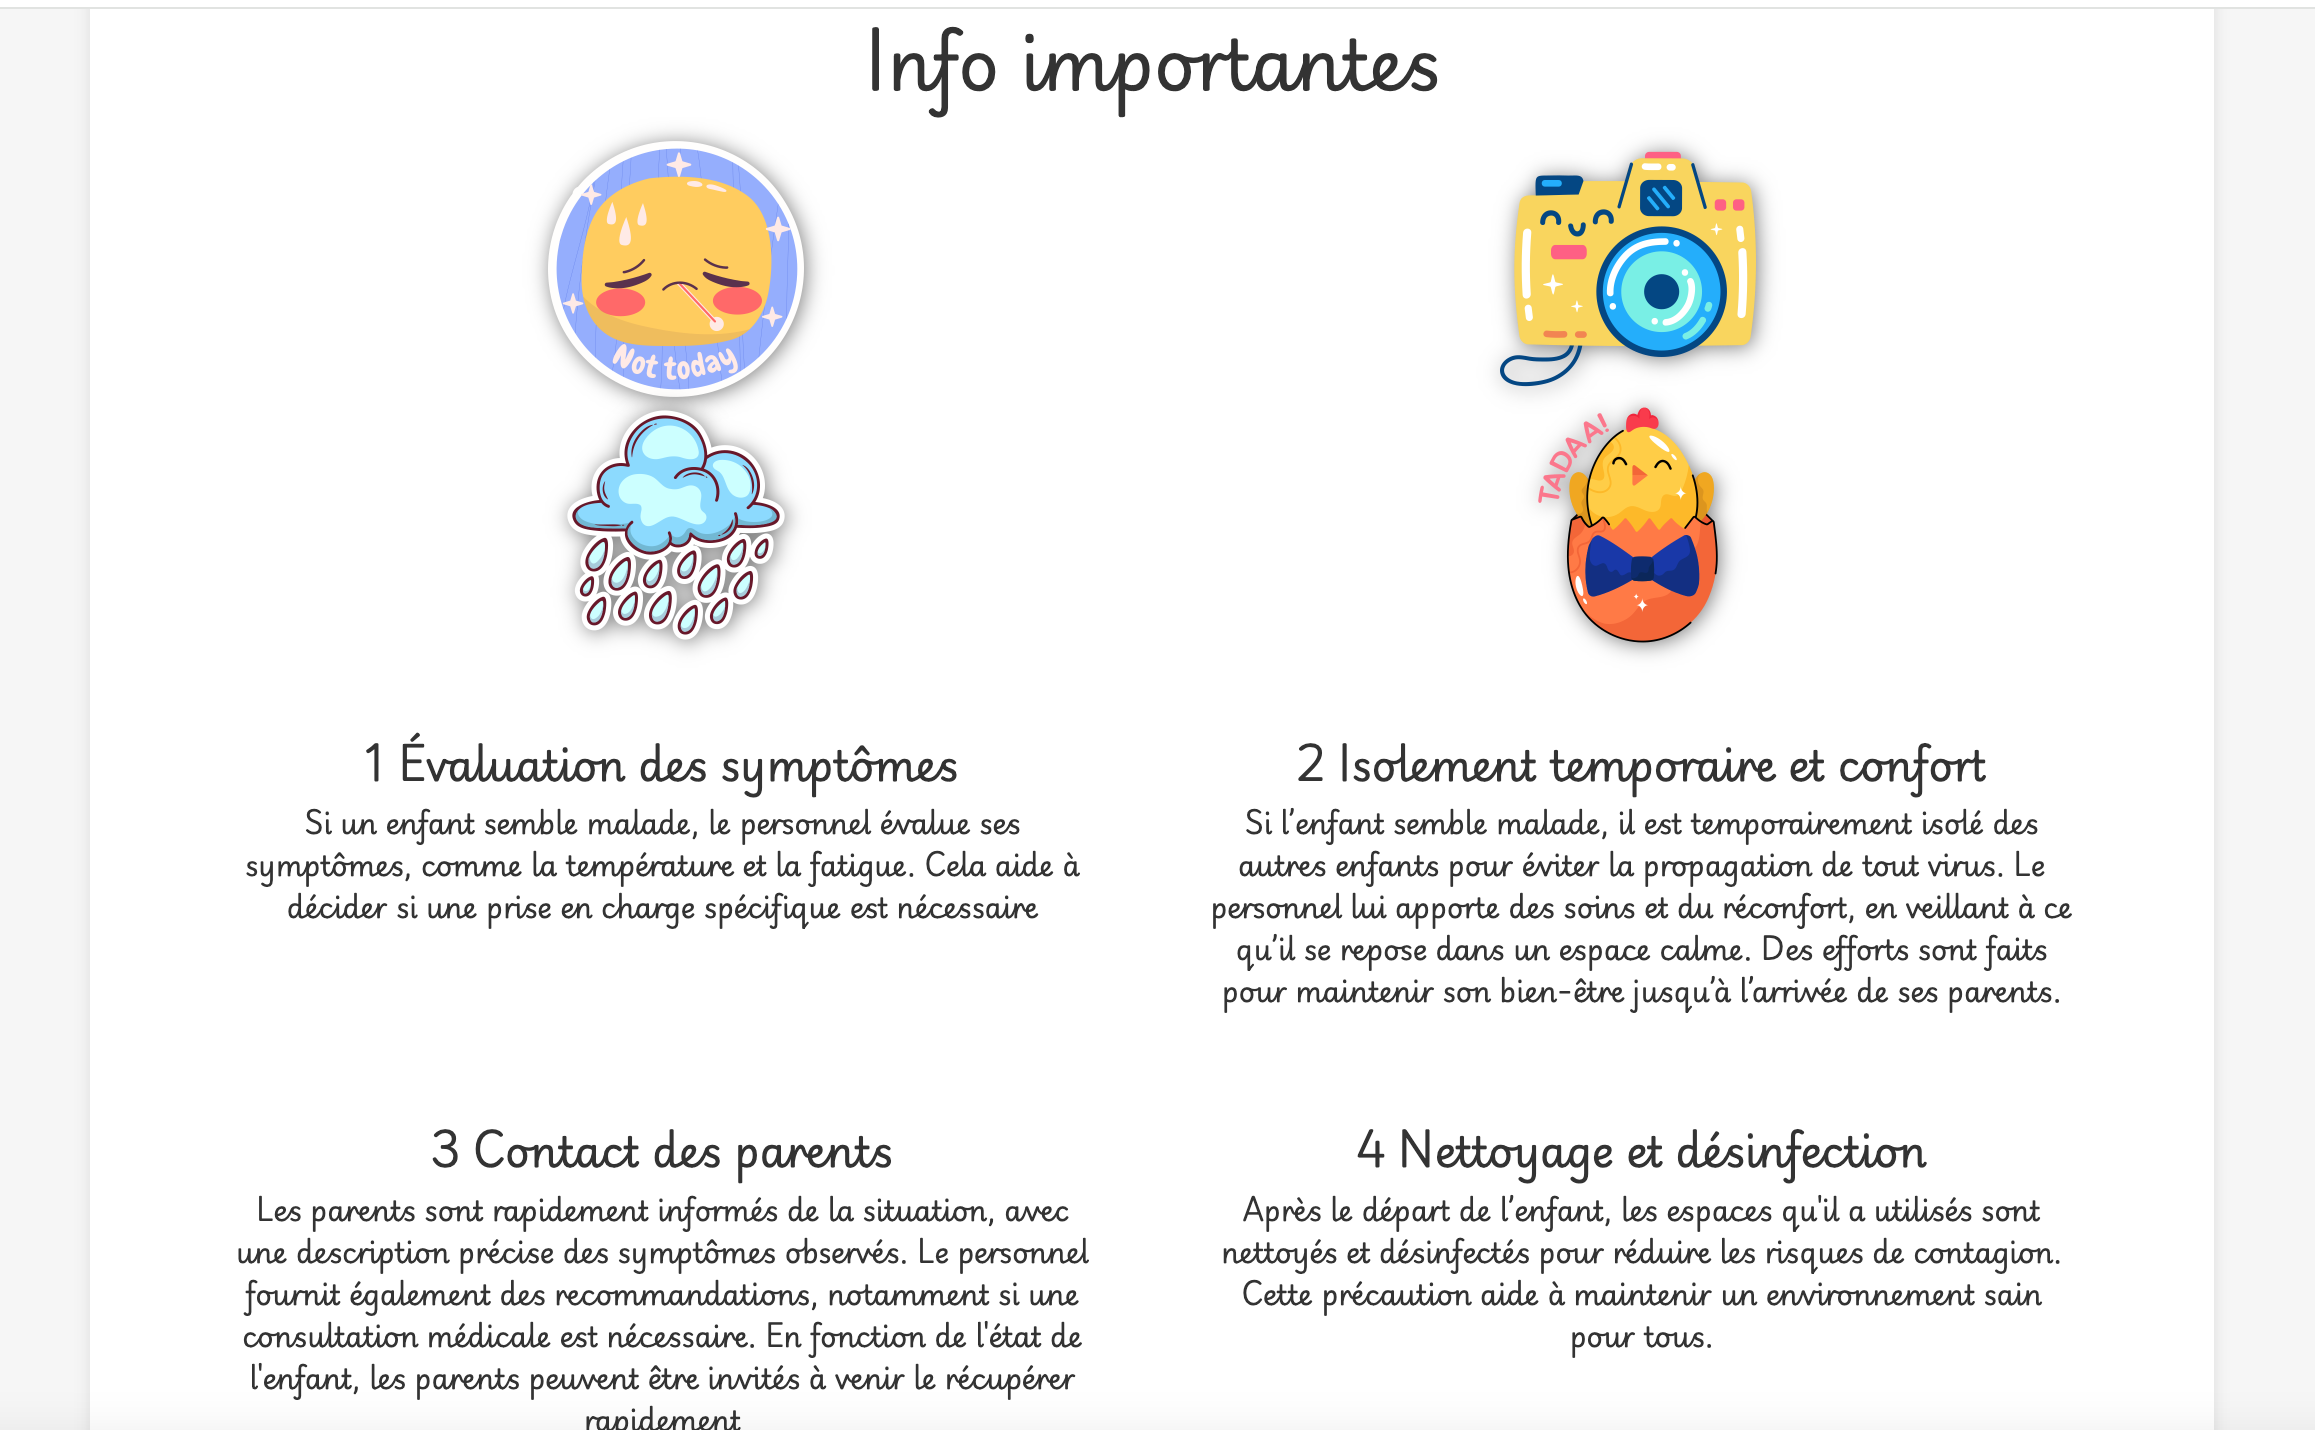 Info importantes
Not today
TADAA!
1 Évaluation des symptômes
Si un enfant semble malade, le personnel évalue ses
symptômes, comme la température et la fatigue. Cela aide à
décider si une prise en charge spécifique est nécessaire
2 Isolement temporaire et confort
Si l’enfant semble malade, il est temporairement isolé des
autres enfants pour éviter la propagation de tout virus. Le
personnel lui apporte des soins et du réconfort, en veillant à ce
qu’il se repose dans un espace calme. Des efforts sont faits
pour maintenir son bien-être jusqu’à l’arrivée de ses parents.
3 Contact des parents
Les parents sont rapidement informés de la situation, avec
une description précise des symptômes observés. Le personnel
fournit également des recommandations, notamment si une
consultation médicale est nécessaire. En fonction de l'état de
l'enfant, les parents peuvent être invités à venir le récupérer
rapidement
4 Nettoyage et désinfection
Après le départ de l’enfant, les espaces qu'il a utilisés sont
nettoyés et désinfectés pour réduire les risques de contagion.
Cette précaution aide à maintenir un environnement sain
pour tous.